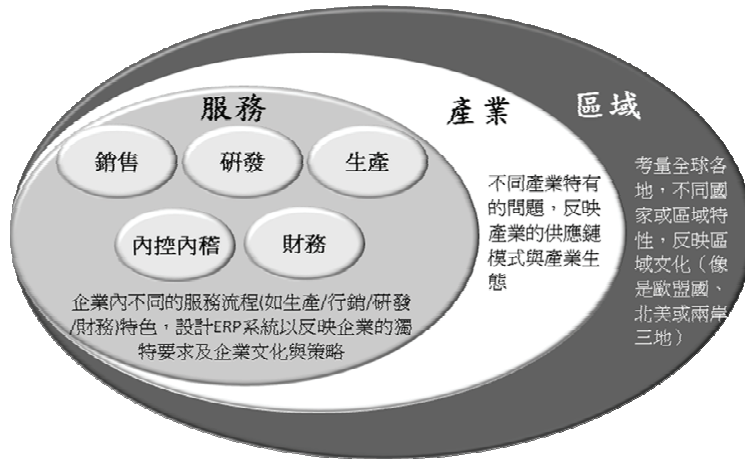 服務
銷售
研發
生產
內控內稽
財務
企業內不同的服務流程(如生產/行銷/研發
/財務)特色，設計ERP系統以反映企業的獨
特要求及企業文化與策略
產業
不同產業特有
的問題，反映
產業的供應鏈
模式與產業生
態
區域
考量全球各
地，不同國
家或區域特
性，反映區
域文化（像
是歐盟國、
北美或兩岸
三地）